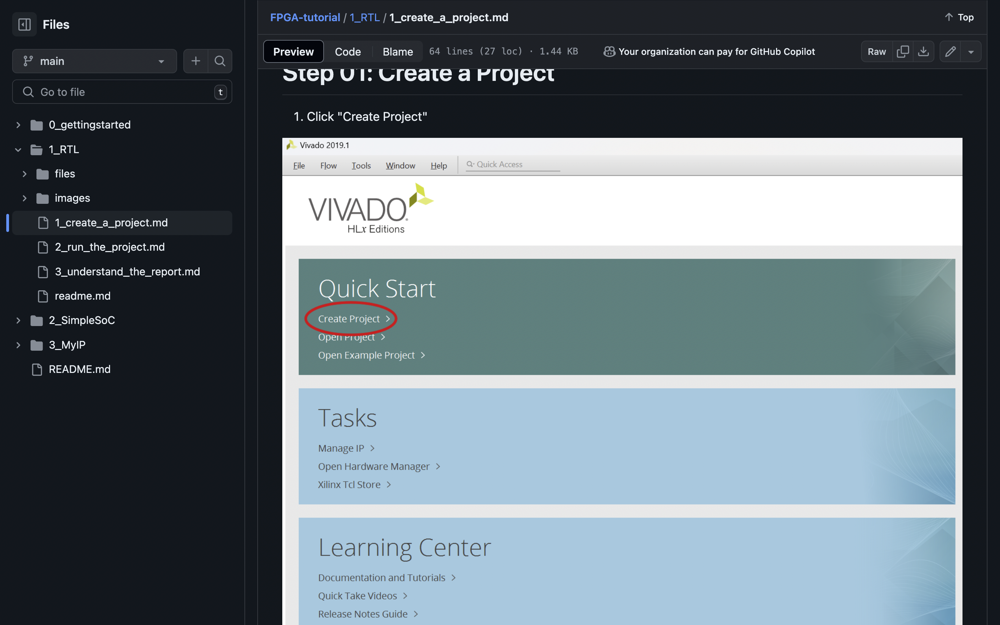 Files
main
Go to file
t
0_gettingstarted
1_RTL
files
images
1_create_a_project.md
2_run_the_project.md
3_understand_the_report.md
readme.md
2_SimpleSoC
3_MyIP
README.md
FPGA-tutorial / 1_RTL / 1_create_a_project.md
Top
Preview
Code
Blame
64 lines (27 loc) · 1.44 KB
Your organization can pay for GitHub Copilot
Raw
Step 01: Create a Project
1. Click "Create Project"
Vivado 2019.1
File Flow Tools Window Help Quick Access
VIVADO®
HLx Editions
Quick Start
Create Project >
Open Project >
Open Example Project >
Tasks
Manage IP >
Open Hardware Manager >
Xilinx Tcl Store >
Learning Center
Documentation and Tutorials >
Quick Take Videos >
Release Notes Guide >